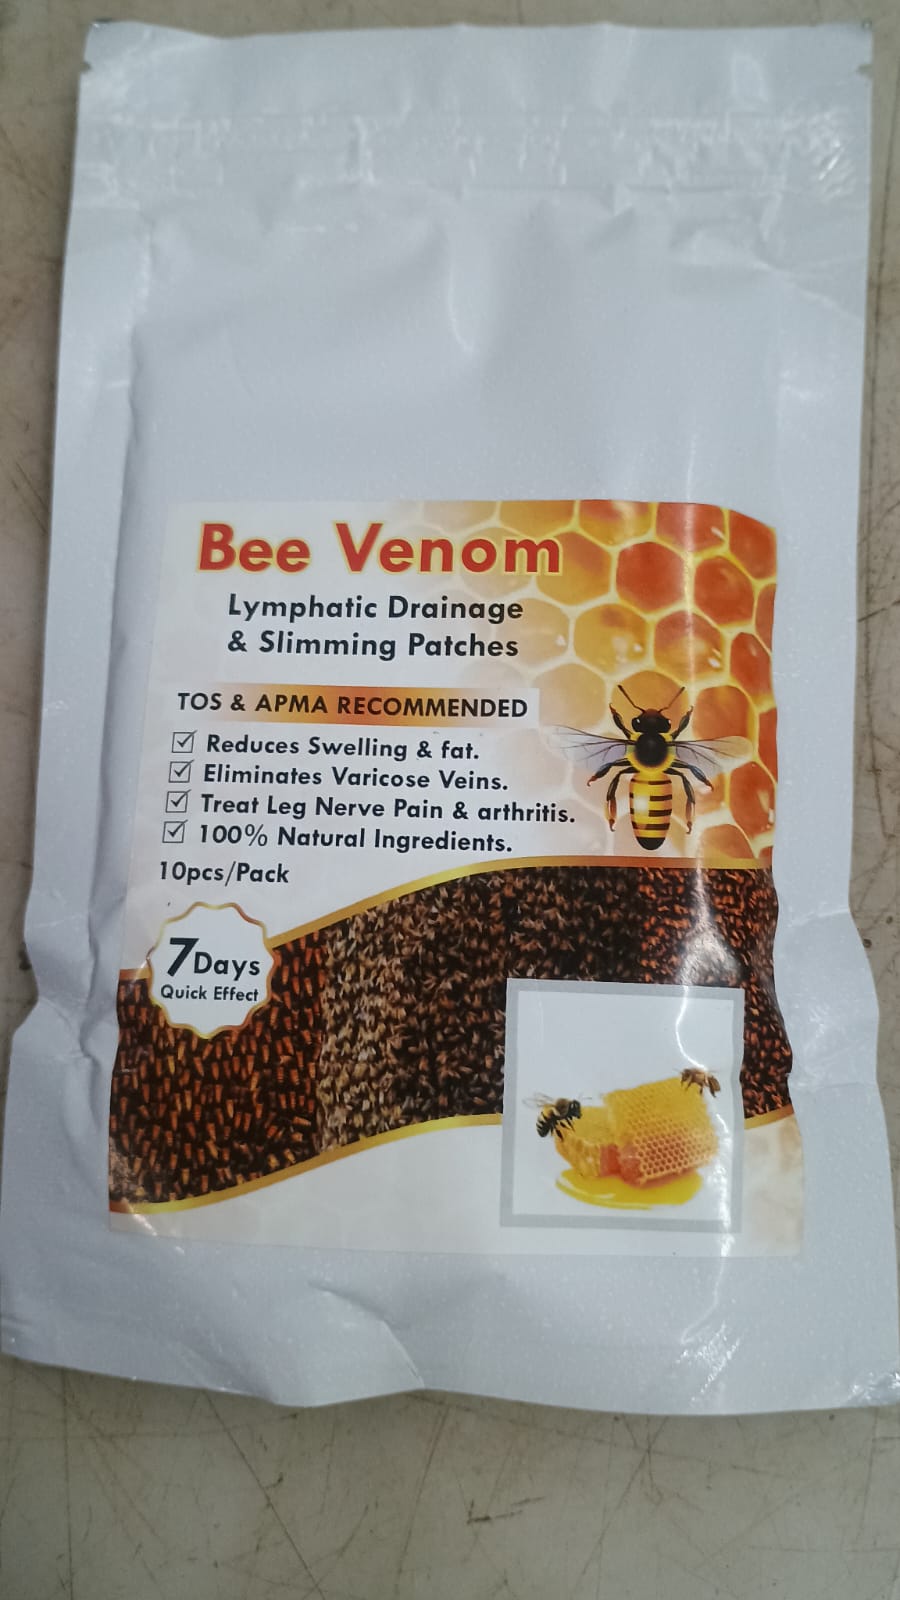 Bee Venom
Lymphatic Drainage
& Slimming Patches
TOS & APMA RECOMMENDED
Reduces Swelling & fat.
Eliminates Varicose Veins.
Treat Leg Nerve Pain & arthritis.
100% Natural Ingredients.
10pcs/Pack
7Days
Quick Effect